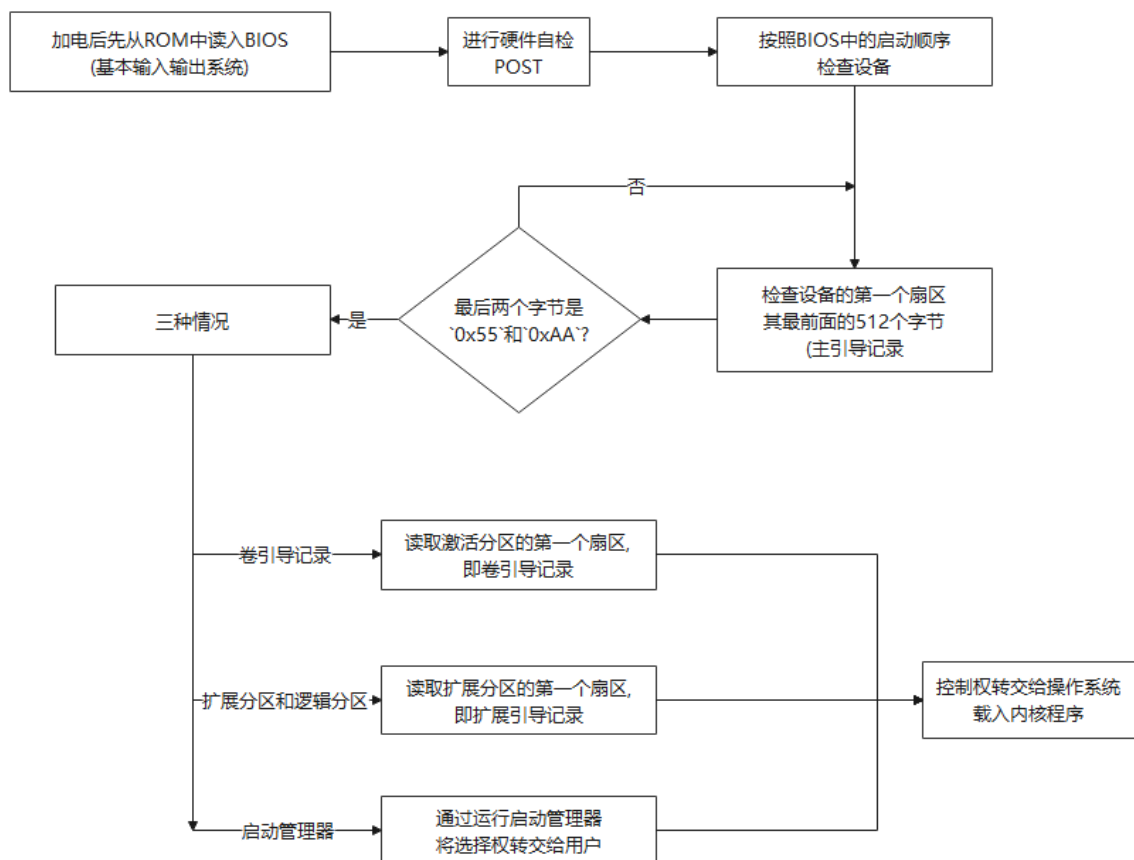 加电后先从ROM中读入BIOS
(基本输入输出系统)
进行硬件自检
POST
按照BIOS中的启动顺序
检查设备
否
检查设备的第一个扇区
其最前面的512个字节
(主引导记录
最后两个字节是
`0x55`和`0xAA`?
是
三种情况
卷引导记录
读取激活分区的第一个扇区,
即卷引导记录
扩展分区和逻辑分区
读取扩展分区的第一个扇区,
即扩展引导记录
控制权转交给操作系统
载入内核程序
启动管理器
通过运行启动管理器
将选择权转交给用户